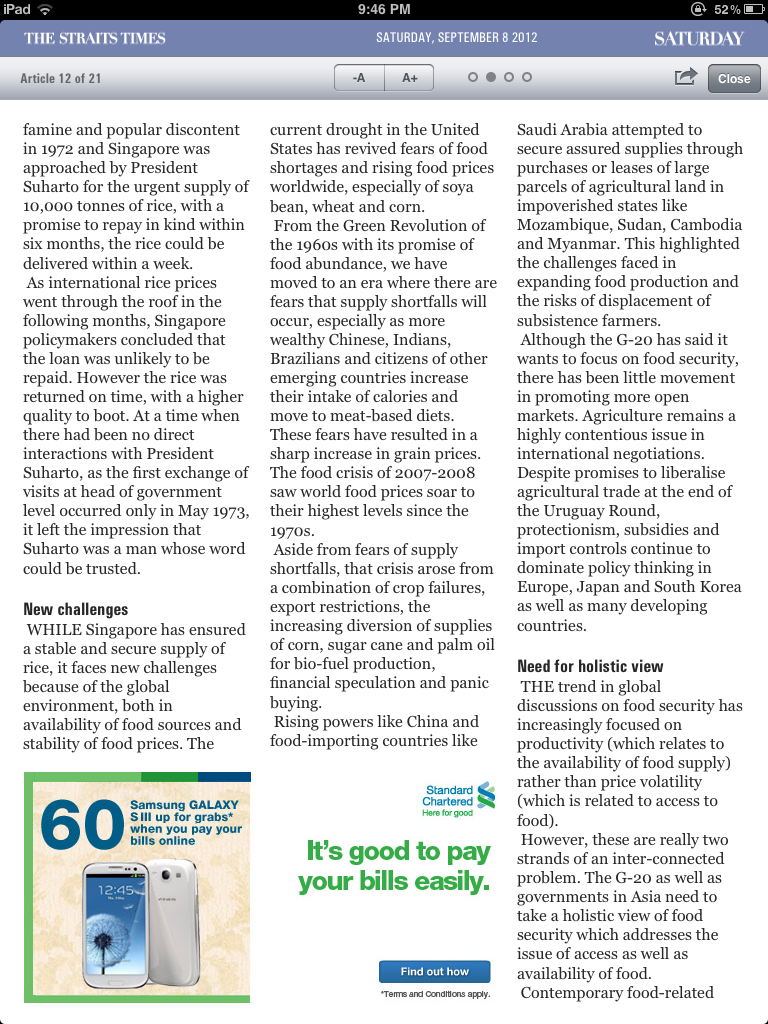 iPad
9:46 PM
52%
THE STRAITS TIMES
SATURDAY, SEPTEMBER 8 2012
SATURDAY
Article 12 of 21
-A
A+
Close
famine and popular discontent
in 1972 and Singapore was
approached by President
Suharto for the urgent supply of
10,000 tonnes of rice, with a
promise to repay in kind within
six months, the rice could be
delivered within a week.
As international rice prices
went through the roof in the
following months, Singapore
policymakers concluded that
the loan was unlikely to be
repaid. However the rice was
returned on time, with a higher
quality to boot. At a time when
there had been no direct
interactions with President
Suharto, as the first exchange of
visits at head of government
level occurred only in May 1973,
it left the impression that
Suharto was a man whose word
could be trusted.
New challenges
WHILE Singapore has ensured
a stable and secure supply of
rice, it faces new challenges
because of the global
environment, both in
availability of food sources and
stability of food prices. The
current drought in the United
States has revived fears of food
shortages and rising food prices
worldwide, especially of soya
bean, wheat and corn.
From the Green Revolution of
the 1960s with its promise of
food abundance, we have
moved to an era where there are
fears that supply shortfalls will
occur, especially as more
wealthy Chinese, Indians,
Brazilians and citizens of other
emerging countries increase
their intake of calories and
move to meat-based diets.
These fears have resulted in a
sharp increase in grain prices.
The food crisis of 2007-2008
saw world food prices soar to
their highest levels since the
1970s.
Aside from fears of supply
shortfalls, that crisis arose from
a combination of crop failures,
export restrictions, the
increasing diversion of supplies
of corn, sugar cane and palm oil
for bio-fuel production,
financial speculation and panic
buying.
Rising powers like China and
food-importing countries like
Saudi Arabia attempted to
secure assured supplies through
purchases or leases of large
parcels of agricultural land in
impoverished states like
Mozambique, Sudan, Cambodia
and Myanmar. This highlighted
the challenges faced in
expanding food production and
the risks of displacement of
subsistence farmers.
Although the G-20 has said it
wants to focus on food security,
there has been little movement
in promoting more open
markets. Agriculture remains a
highly contentious issue in
international negotiations.
Despite promises to liberalise
agricultural trade at the end of
the Uruguay Round,
protectionism, subsidies and
import controls continue to
dominate policy thinking in
Europe, Japan and South Korea
as well as many developing
countries.
Need for holistic view
THE trend in global
discussions on food security has
increasingly focused on
productivity (which relates to
the availability of food supply)
rather than price volatility
(which is related to access to
food).
However, these are really two
strands of an inter-connected
problem. The G-20 as well as
governments in Asia need to
take a holistic view of food
security which addresses the
issue of access as well as
availability of food.
Contemporary food-related
60
Samsung GALAXY
S III up for grabs*
when you pay your
bills online
12:45
Standard
Chartered
Here for good
It's good to pay
your bills easily.
Find out how
*Terms and Conditions apply.